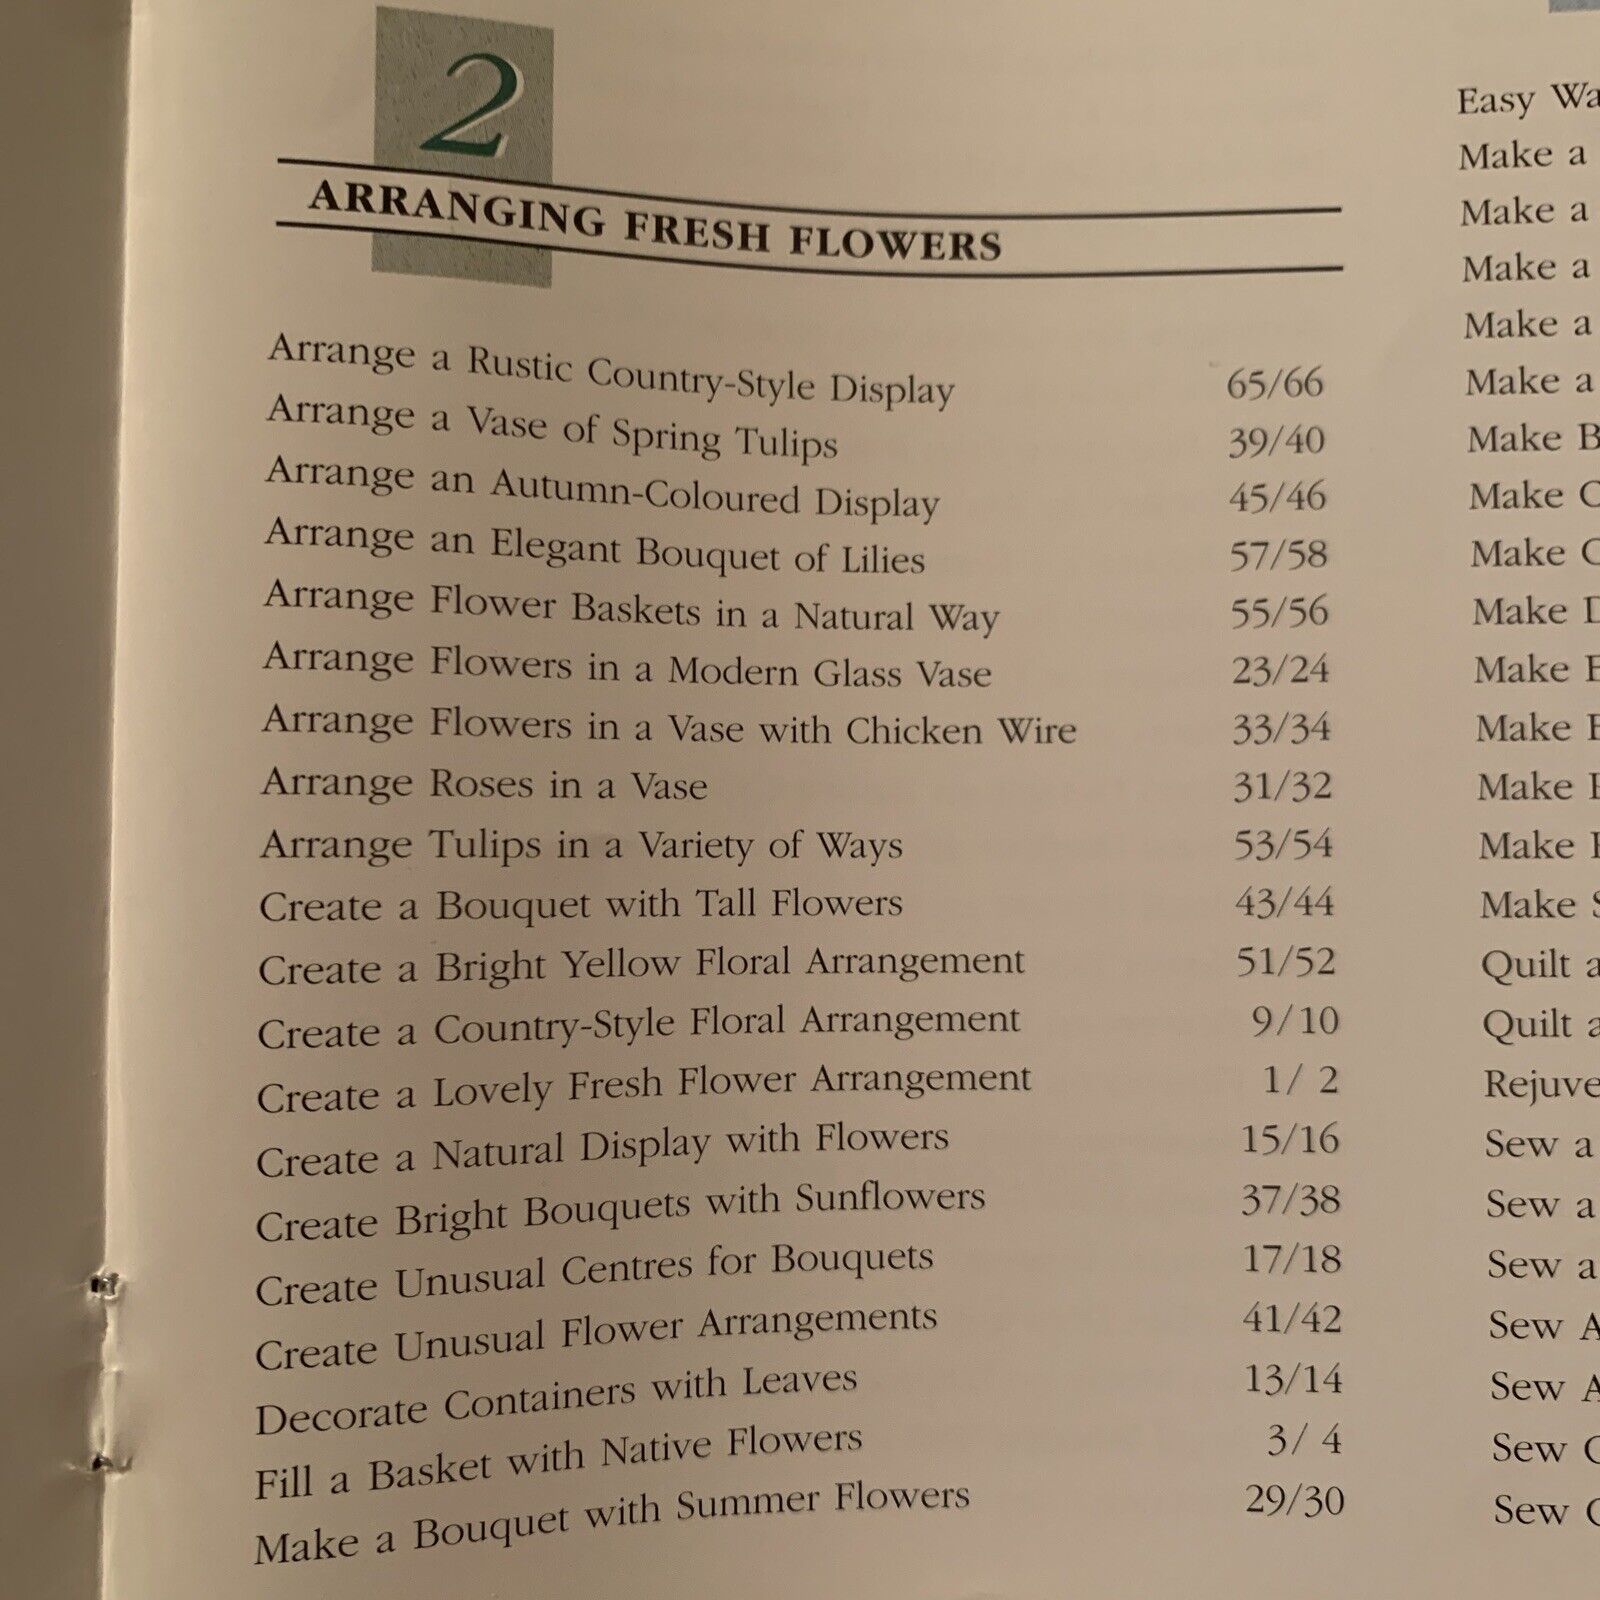 2
ARRANGING FRESH FLOWERS
Arrange a Rustic Country-Style Display 65/66
Arrange a Vase of Spring Tulips 39/40
Arrange an Autumn-Coloured Display 45/46
Arrange an Elegant Bouquet of Lilies 57/58
Arrange Flower Baskets in a Natural Way 55/56
Arrange Flowers in a Modern Glass Vase 23/24
Arrange Flowers in a Vase with Chicken Wire 33/34
Arrange Roses in a Vase 31/32
Arrange Tulips in a Variety of Ways 53/54
Create a Bouquet with Tall Flowers 43/44
Create a Bright Yellow Floral Arrangement 51/52
Create a Country-Style Floral Arrangement 9/10
Create a Lovely Fresh Flower Arrangement 1/ 2
Create a Natural Display with Flowers 15/16
Create Bright Bouquets with Sunflowers 37/38
Create Unusual Centres for Bouquets 17/18
Create Unusual Flower Arrangements 41/42
Decorate Containers with Leaves 13/14
Fill a Basket with Native Flowers 3/ 4
Make a Bouquet with Summer Flowers 29/30
Easy
Make a
Make a
Make a
Make a
Make a
Make
Make
Make
Make
Make
Make
Make
Make
Make
Quilt
Quilt
Sew a
Sew a
Sew a
Sew
Sew
Sew
Sew